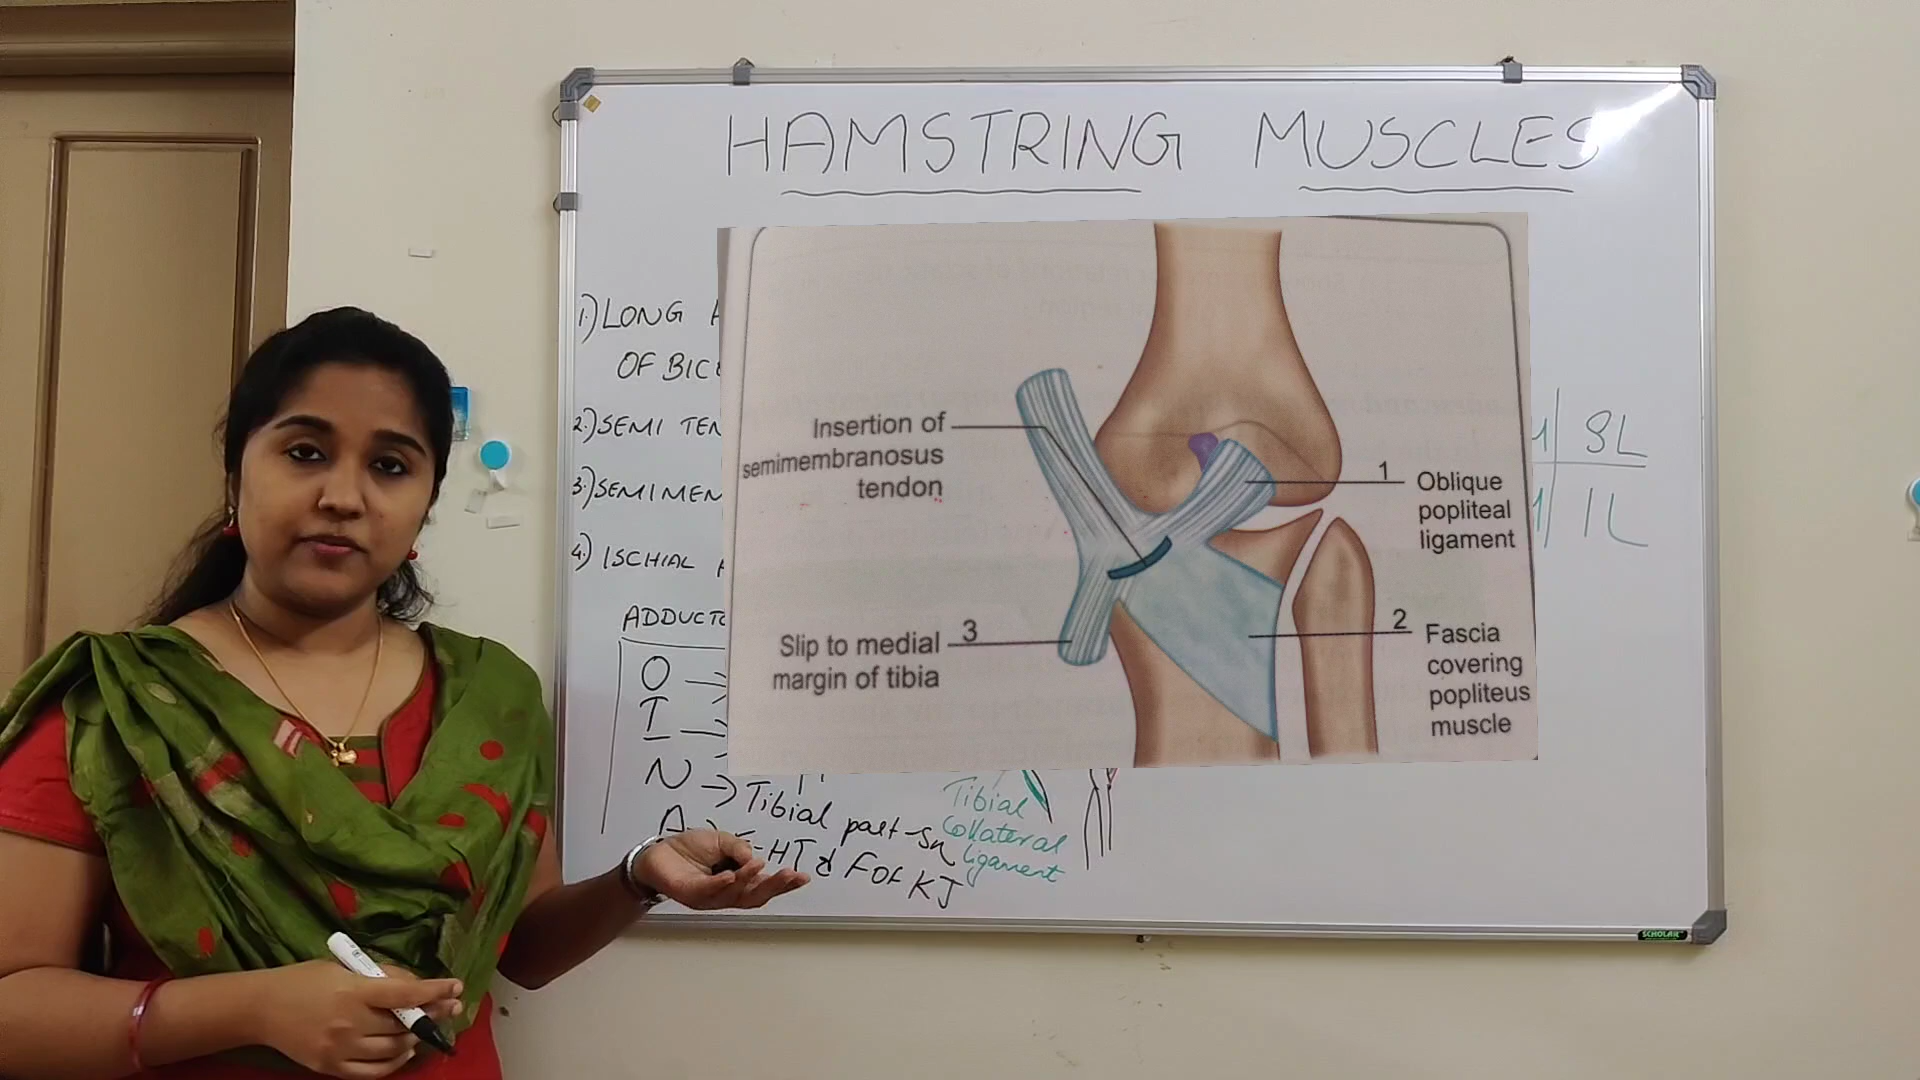 HAMSTRING MUSCLES
1.) LONG
OF BIC
2.) SEMI TEN
3.) SEMIMEM
4.) ISCHIAL
ADDUCTO
O →
I →
N → Tibial part - Sn
A → E-HT & F of KJ
Insertion of
semimembranosus
tendon
Slip to medial 3
margin of tibia
1 Oblique
popliteal
ligament
2 Fascia
covering
popliteus
muscle
SL
IL
Tibial
Collateral
ligament
SCHOLAR